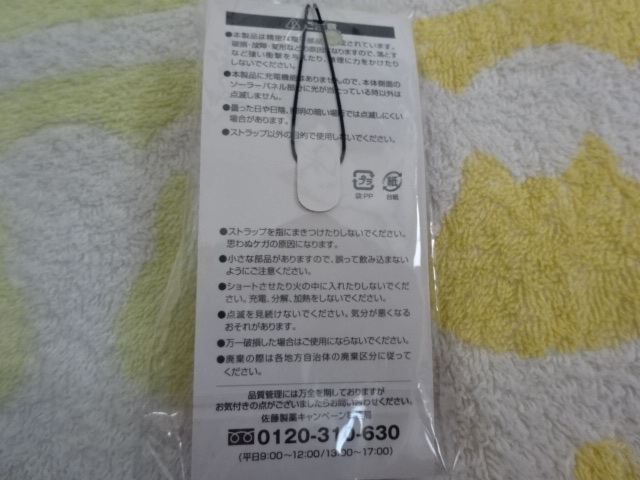 ご注意
●本製品は精密な電子部品で構成されています。
破損・故障・変形などの原因になりますので、落とす
など強い衝撃を与えたり、無理に力をかけたり
しないでください。
●本製品に充電機能はありませんので、本体側面の
ソーラーパネル部分に光が当たっている時以外は
点滅しません。
●曇った日や日陰、照明の暗い場所では点滅しにくい
場合があります。
●ストラップ以外の目的で使用しないでください。
プラ
袋:PP
紙
台紙
●ストラップを指にまきつけたりしないでください。
思わぬケガの原因になります。
●小さな部品がありますので、誤って飲み込まない
ようにご注意ください。
●ショートさせたり火の中に入れたりしないでくだ
さい。充電、分解、加熱をしないでください。
●点滅を見続けないでください。気分が悪くなる
おそれがあります。
●万一破損した場合はご使用にならないでください。
●廃棄の際は各地方自治体の廃棄区分に従って
ください。
品質管理には万全を期しておりますが
お気付きの点がございましたらお問い合わせください。
佐藤製薬キャンペーン事務局
0120-310-630
(平日9:00〜12:00/13:00〜17:00)